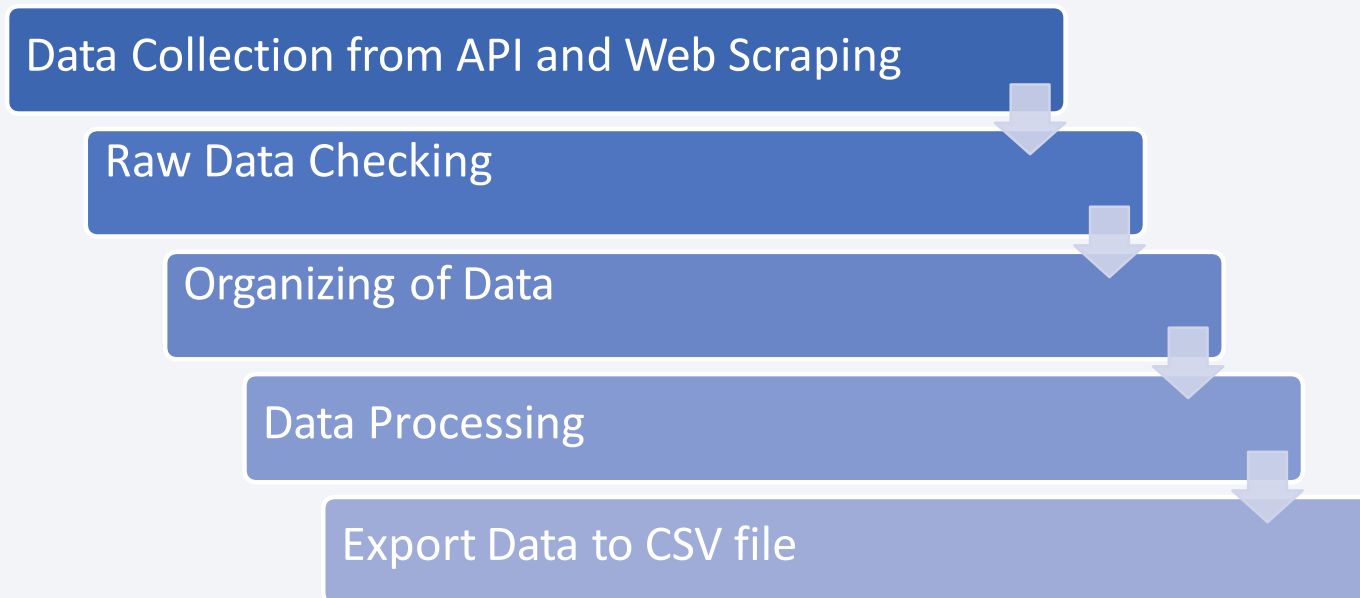 Data Collection from API and Web Scraping
Raw Data Checking
Organizing of Data
Data Processing
Export Data to CSV file